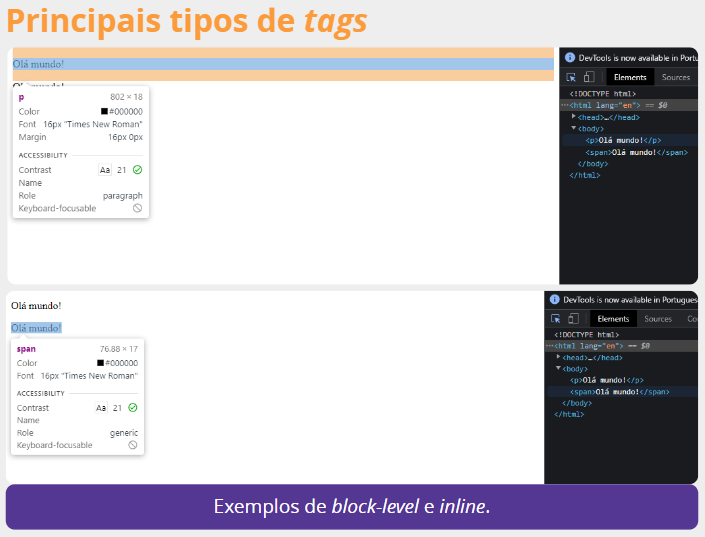 Principais tipos de tags
Olá mundo!
p 802 × 18
Color #000000
Font 16px "Times New Roman"
Margin 16px 0px
ACCESSIBILITY
Contrast Aa 21
Name
Role paragraph
Keyboard-focusable
DevTools is now available in Portu
Elements Sources
<!DOCTYPE html>
<html lang="en"> == $0
<head>…</head>
<body>
<p>Olá mundo!</p>
<span>Olá mundo!</span>
</body>
</html>
Olá mundo!
Olá mundo!
span 76.88 × 17
Color #000000
Font 16px "Times New Roman"
ACCESSIBILITY
Contrast Aa 21
Name
Role generic
Keyboard-focusable
DevTools is now available in Portugues
Elements Sources Co
<!DOCTYPE html>
<html lang="en"> == $0
<head>…</head>
<body>
<p>Olá mundo!</p>
<span>Olá mundo!</span>
</body>
</html>
Exemplos de block-level e inline.